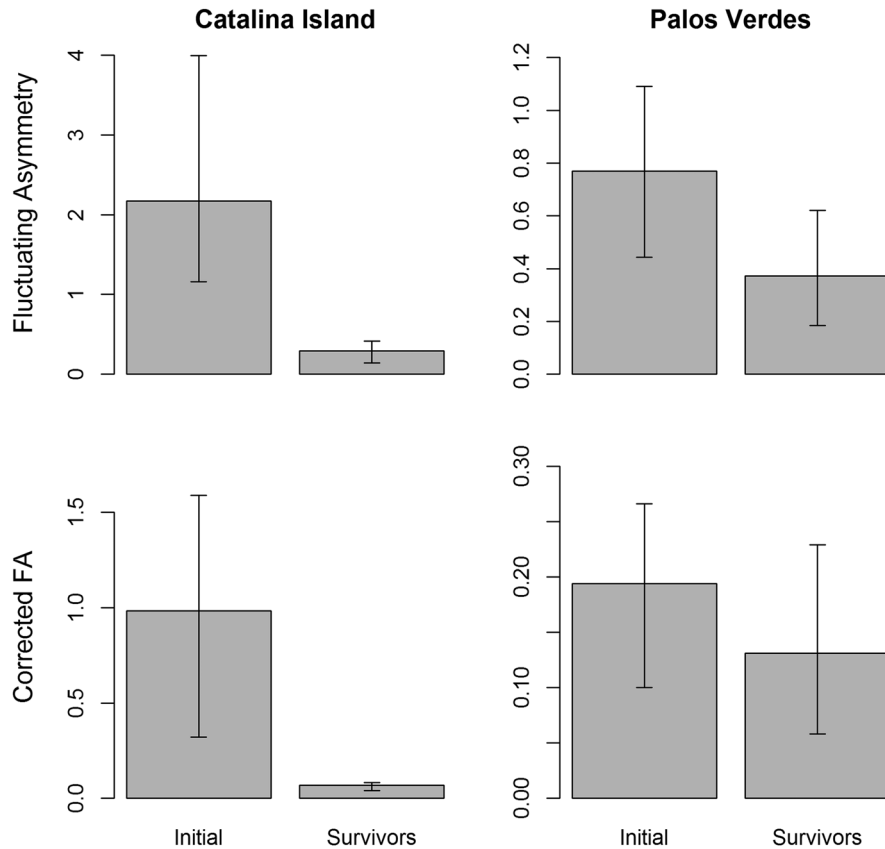 Catalina Island
Palos Verdes
Fluctuating Asymmetry
4
3
2
1
0
1.2
1.0
0.8
0.6
0.4
0.2
0.0
Corrected FA
1.5
1.0
0.5
0.0
0.30
0.20
0.10
0.00
Initial
Survivors
Initial
Survivors